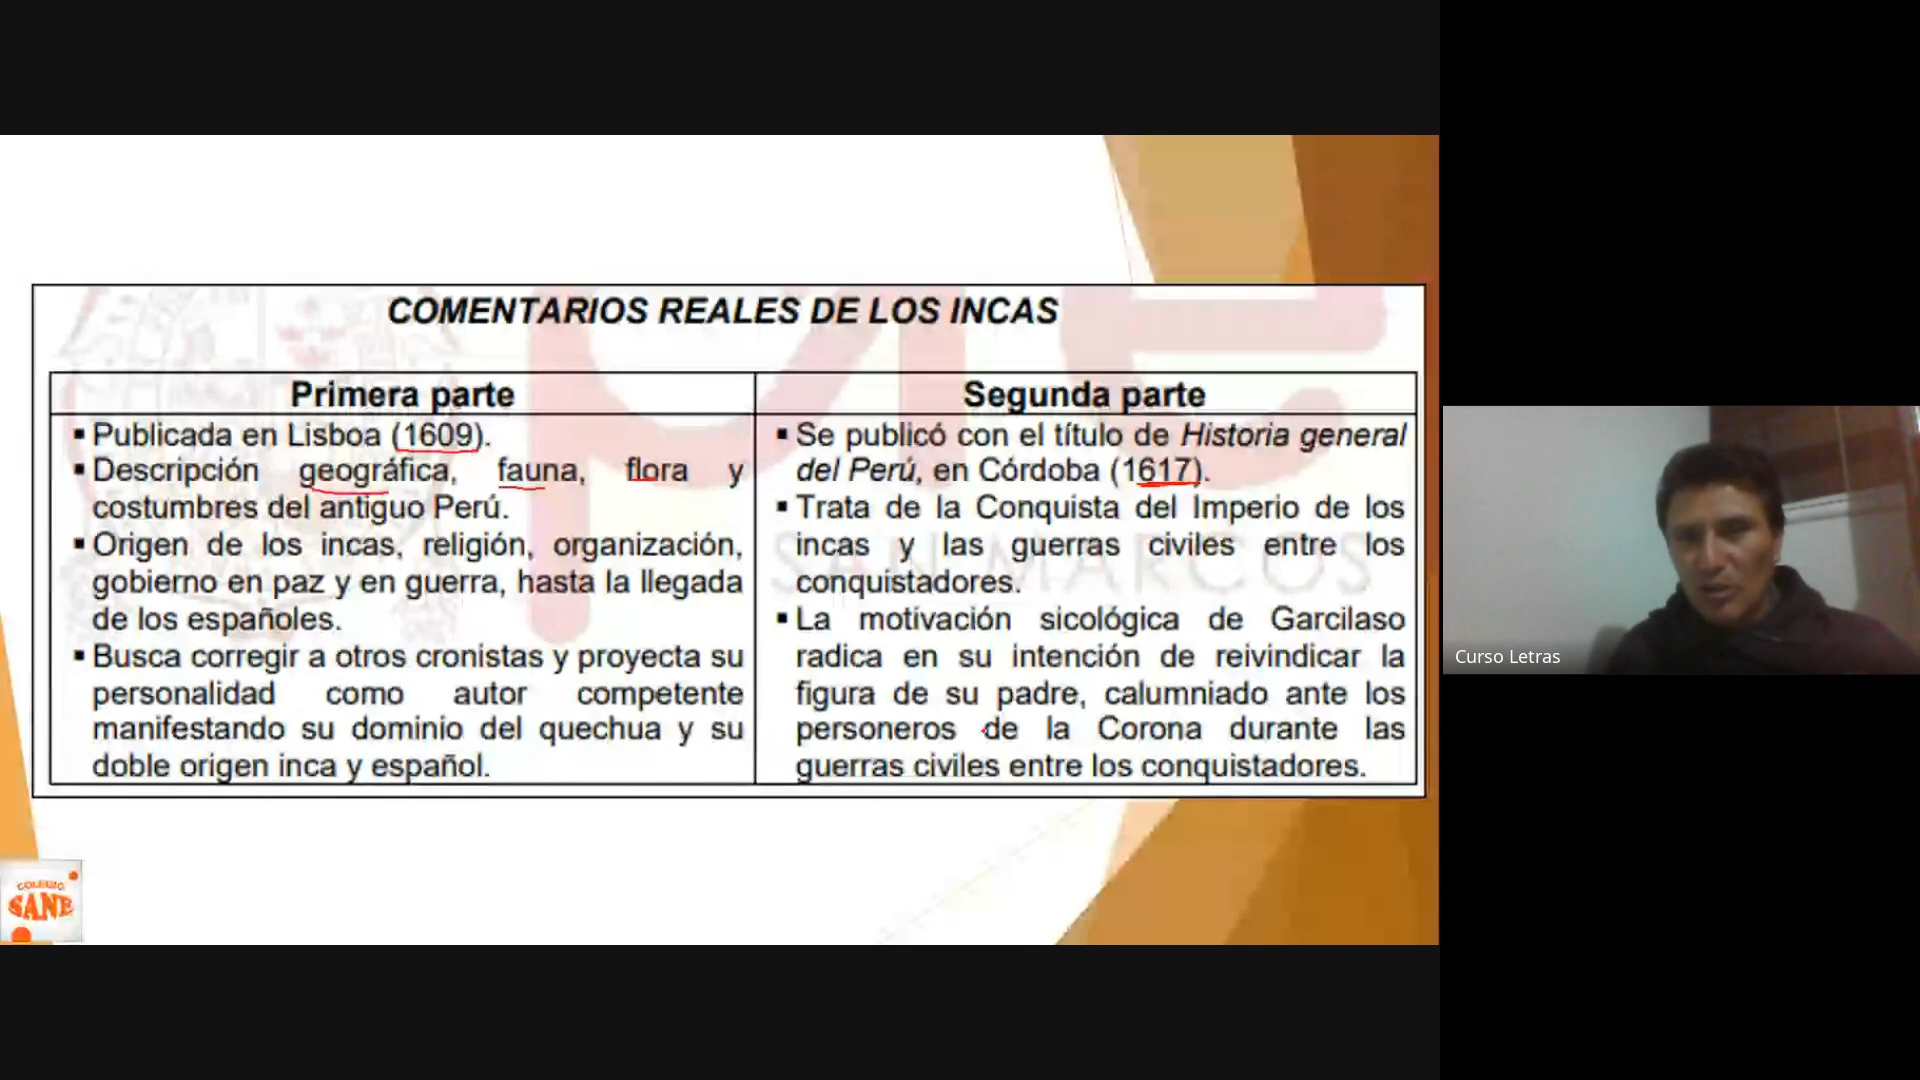 COMENTARIOS REALES DE LOS INCAS
Primera parte
▪ Publicada en Lisboa (1609).
▪ Descripción geográfica, fauna, flora y
costumbres del antiguo Perú.
▪ Origen de los incas, religión, organización,
gobierno en paz y en guerra, hasta la llegada
de los españoles.
▪ Busca corregir a otros cronistas y proyecta su
personalidad como autor competente
manifestando su dominio del quechua y su
doble origen inca y español.
Segunda parte
▪ Se publicó con el título de Historia general
del Perú, en Córdoba (1617).
▪ Trata de la Conquista del Imperio de los
incas y las guerras civiles entre los
conquistadores.
▪ La motivación sicológica de Garcilaso
radica en su intención de reivindicar la
figura de su padre, calumniado ante los
personeros de la Corona durante las
guerras civiles entre los conquistadores.
SAN MARCOS
COLEGIO
SANE
Curso Letras